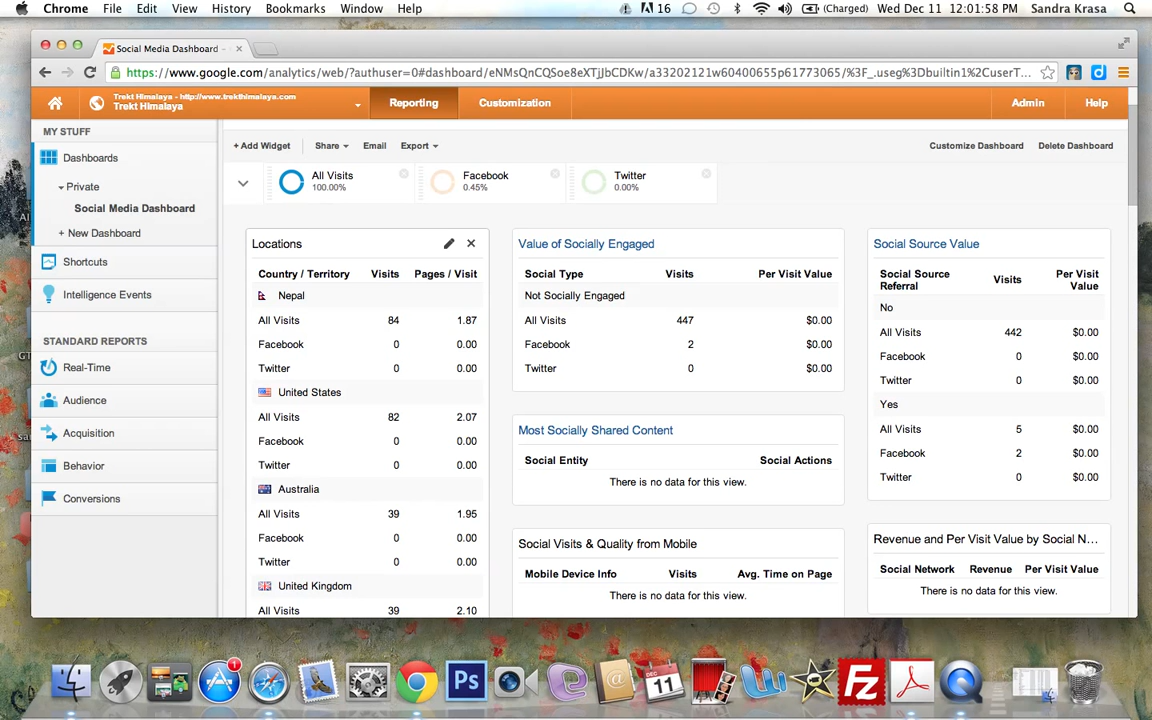 Chrome File Edit View History Bookmarks Window Help 16 (Charged) Wed Dec 11 12:01:58 PM Sandra Krasa
Social Media Dashboard -
https://www.google.com/analytics/web/?authuser=0#dashboard/eNMsQnCQSoe8eXTjJbCDKw/a33202121w60400655p61773065/%3F_.useg%3Dbuiltin1%2CuserT...
Trekt Himalaya - http://www.trekthimalaya.com
Trekt Himalaya
Reporting Customization Admin Help
MY STUFF
Dashboards
Private
Social Media Dashboard
+ New Dashboard
Shortcuts
Intelligence Events
STANDARD REPORTS
Real-Time
Audience
Acquisition
Behavior
Conversions
+ Add Widget Share Email Export Customize Dashboard Delete Dashboard
All Visits
100.00%
Facebook
0.45%
Twitter
0.00%
Locations
Country / Territory Visits Pages / Visit
Nepal
All Visits 84 1.87
Facebook 0 0.00
Twitter 0 0.00
United States
All Visits 82 2.07
Facebook 0 0.00
Twitter 0 0.00
Australia
All Visits 39 1.95
Facebook 0 0.00
Twitter 0 0.00
United Kingdom
All Visits 39 2.10
Value of Socially Engaged
Social Type Visits Per Visit Value
Not Socially Engaged
All Visits 447 $0.00
Facebook 2 $0.00
Twitter 0 $0.00
Most Socially Shared Content
Social Entity Social Actions
There is no data for this view.
Social Visits & Quality from Mobile
Mobile Device Info Visits Avg. Time on Page
There is no data for this view.
Social Source Value
Social Source
Referral
Visits
Per Visit
Value
No
All Visits 442 $0.00
Facebook 0 $0.00
Twitter 0 $0.00
Yes
All Visits 5 $0.00
Facebook 2 $0.00
Twitter 0 $0.00
Revenue and Per Visit Value by Social N...
Social Network Revenue Per Visit Value
There is no data for this view.
1
Ps
DEC
11
Fz